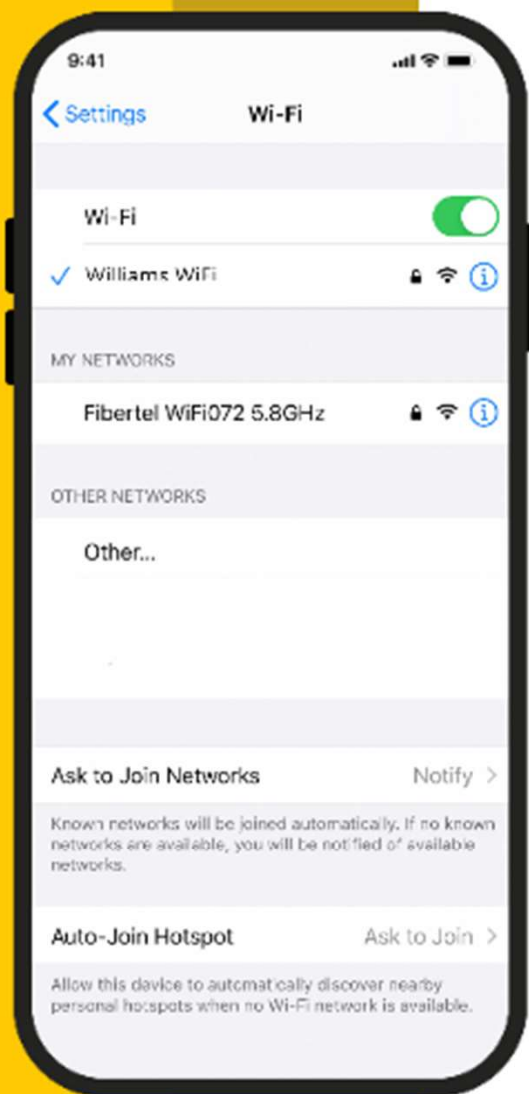 9:41
Settings
Wi-Fi
Wi-Fi
Williams WiFi
MY NETWORKS
Fibertel WiFi072 5.8GHz
OTHER NETWORKS
Other...
Ask to Join Networks
Notify
Known networks will be joined automatically. If no known
networks are available, you will be notified of available
networks.
Auto-Join Hotspot
Ask to Join
Allow this device to automatically discover nearby
personal hotspots when no Wi-Fi network is available.